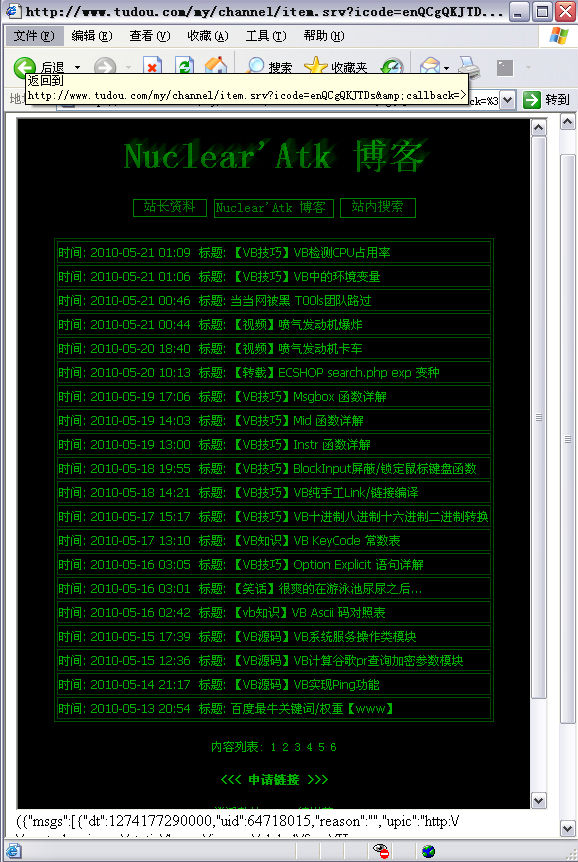 http://www.tudou.com/my/channel/item.srv?icode=enQCgQKJTD...
文件(F) 编辑(E) 查看(V) 收藏(A) 工具(T) 帮助(H)
后退 搜索 收藏夹
返回到
http://www.tudou.com/my/channel/item.srv?icode=enQCgQKJTDs&amp;callback=>
ck=%3 转到
Nuclear'Atk 博客
站长资料 Nuclear'Atk 博客 站内搜索
时间: 2010-05-21 01:09 标题: 【VB技巧】VB检测CPU占用率
时间: 2010-05-21 01:06 标题: 【VB技巧】VB中的环境变量
时间: 2010-05-21 00:46 标题: 当当网被黑 T00ls团队路过
时间: 2010-05-21 00:44 标题: 【视频】喷气发动机爆炸
时间: 2010-05-20 18:40 标题: 【视频】喷气发动机卡车
时间: 2010-05-20 10:13 标题: 【转载】ECSHOP search.php exp 变种
时间: 2010-05-19 17:06 标题: 【VB技巧】Msgbox 函数详解
时间: 2010-05-19 14:03 标题: 【VB技巧】Mid 函数详解
时间: 2010-05-19 13:00 标题: 【VB技巧】Instr 函数详解
时间: 2010-05-18 19:55 标题: 【VB技巧】BlockInput屏蔽/锁定鼠标键盘函数
时间: 2010-05-18 14:21 标题: 【VB技巧】VB纯手工Link/链接编译
时间: 2010-05-17 15:17 标题: 【VB技巧】VB十进制八进制十六进制二进制转换
时间: 2010-05-17 13:10 标题: 【VB知识】VB KeyCode 常数表
时间: 2010-05-16 03:05 标题: 【VB技巧】Option Explicit 语句详解
时间: 2010-05-16 03:01 标题: 【笑话】很爽的在游泳池尿尿之后...
时间: 2010-05-16 02:42 标题: 【vb知识】VB Ascii 码对照表
时间: 2010-05-15 17:39 标题: 【VB源码】VB系统服务操作类模块
时间: 2010-05-15 12:36 标题: 【VB源码】VB计算谷歌pr查询加密参数模块
时间: 2010-05-14 21:17 标题: 【VB源码】VB实现Ping功能
时间: 2010-05-13 20:54 标题: 百度最牛关键词/权重【www】
内容列表: 1 2 3 4 5 6
<<< 申请链接 >>>
({"msgs":[{"dt":1274177290000,"uid":64718015,"reason":"","upic":"http:\/